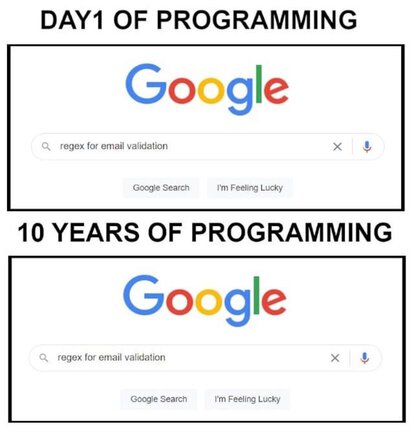 DAY1 OF PROGRAMMING
Google
regex for email validation
Google Search I'm Feeling Lucky
10 YEARS OF PROGRAMMING
Google
regex for email validation
Google Search I'm Feeling Lucky